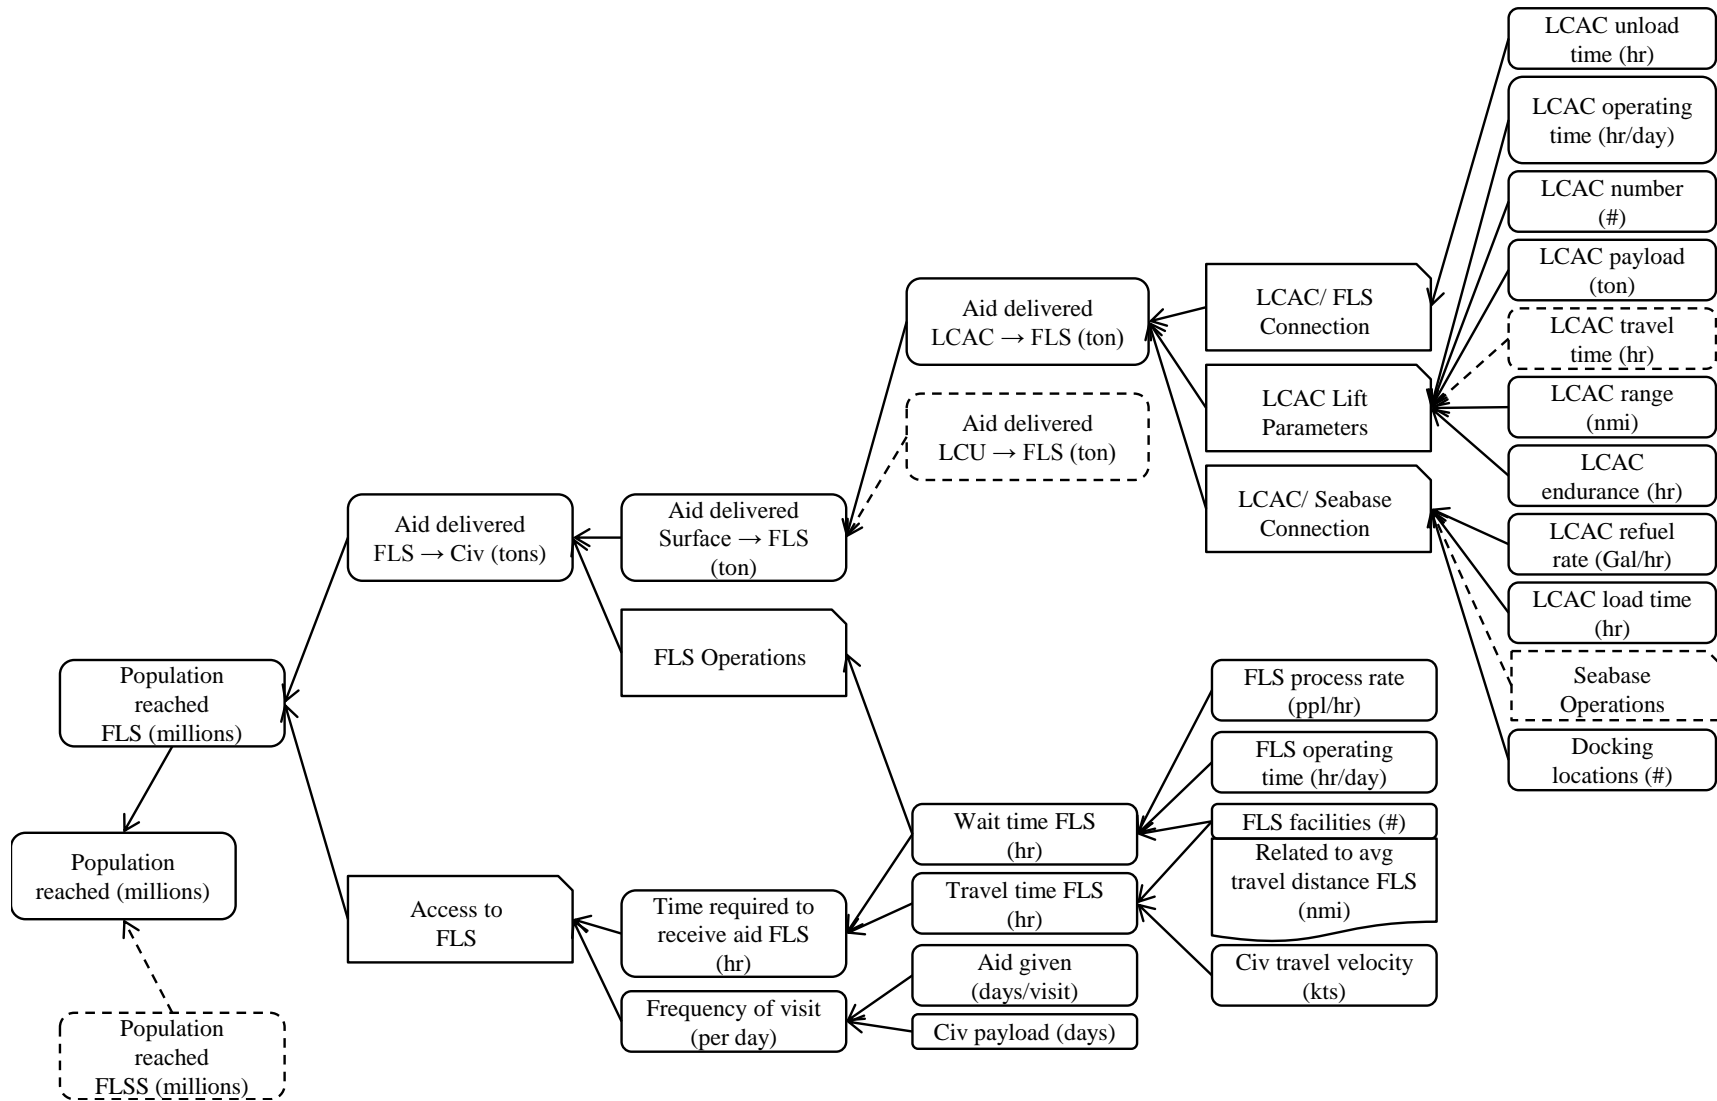 LCAC unload
time (hr)
LCAC operating
time (hr/day)
LCAC number
(#)
LCAC payload
(ton)
LCAC travel
time (hr)
LCAC range
(nmi)
LCAC
endurance (hr)
LCAC refuel
rate (Gal/hr)
LCAC load time
(hr)
Seabase
Operations
Docking
locations (#)
LCAC/ FLS
Connection
LCAC Lift
Parameters
LCAC/ Seabase
Connection
Aid delivered
LCAC → FLS (ton)
Aid delivered
LCU → FLS (ton)
Aid delivered
Surface → FLS
(ton)
FLS Operations
Aid delivered
FLS → Civ (tons)
Population
reached
FLS (millions)
Population
reached (millions)
Population
reached
FLSS (millions)
Access to
FLS
Time required to
receive aid FLS
(hr)
Frequency of visit
(per day)
Wait time FLS
(hr)
Travel time FLS
(hr)
Aid given
(days/visit)
Civ payload (days)
FLS process rate
(ppl/hr)
FLS operating
time (hr/day)
FLS facilities (#)
Related to avg
travel distance FLS
(nmi)
Civ travel velocity
(kts)